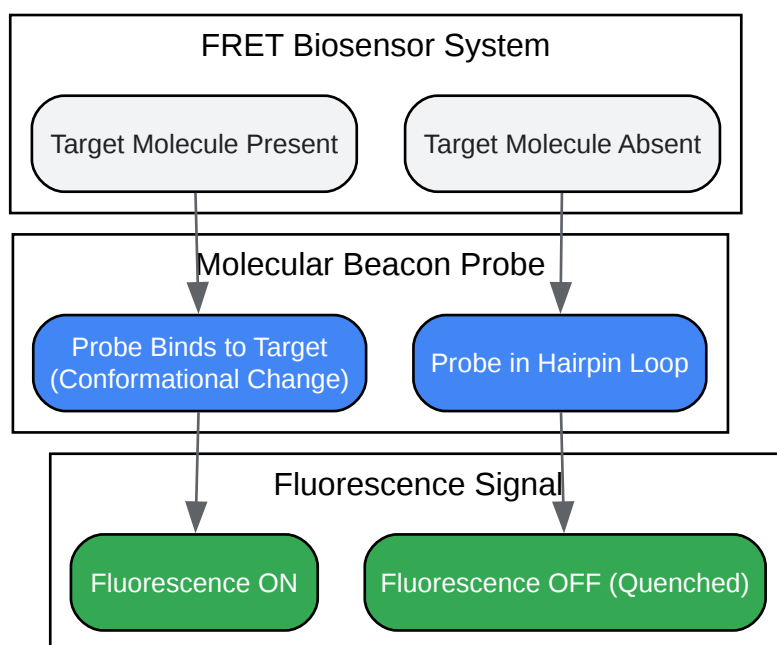 FRET Biosensor System
Target Molecule Present
Target Molecule Absent
Molecular Beacon Probe
Probe Binds to Target
(Conformational Change)
Probe in Hairpin Loop
Fluorescence Signal
Fluorescence ON
Fluorescence OFF (Quenched)